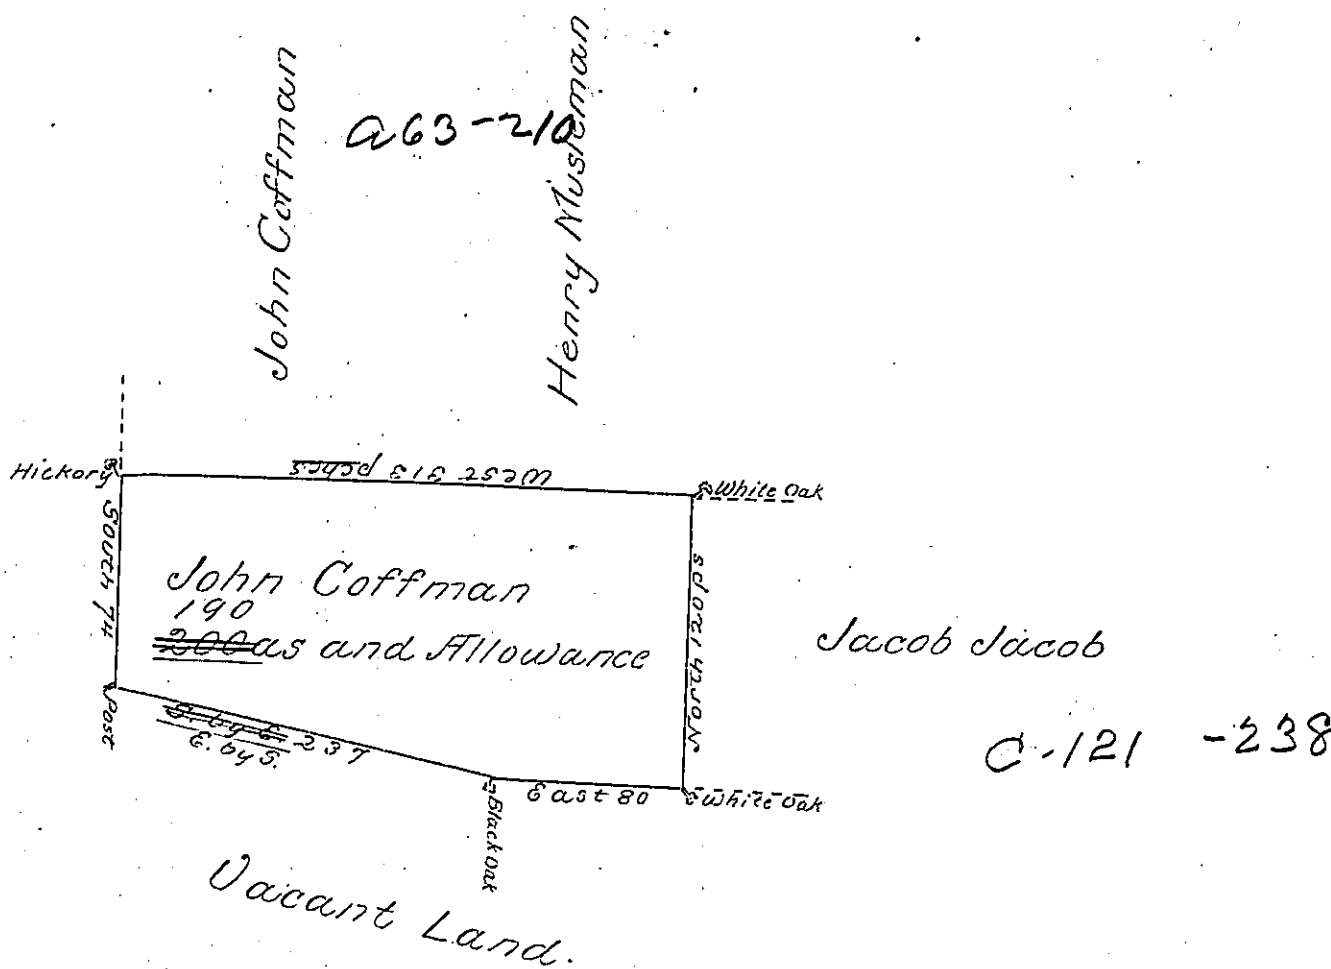 John Coffman
a63-210
Henry Musheman
Hickory
West 313 pches
White Oak
South 74
John Coffman
190
200 as and Allowance
North 120 ps
Jacob Jacob
C-121 -238
Post
S. by E. 237
E. by S.
Black Oak
East 80
White Oak
Vacant Land.